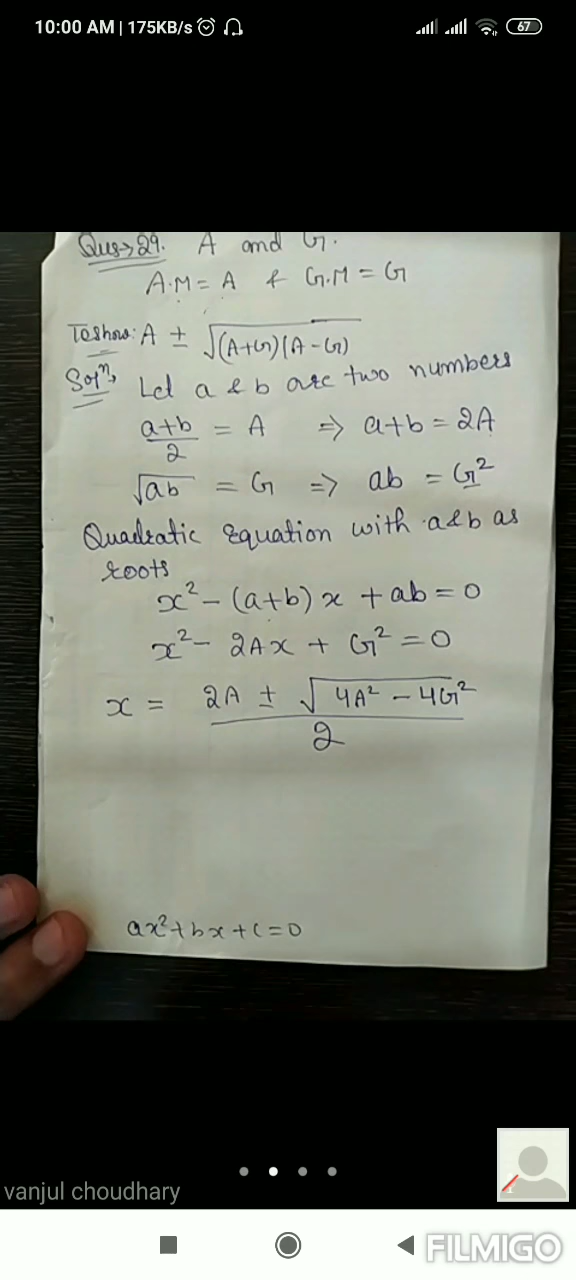 10:00 AM | 175KB/s
67
Ques→29. A and G.
A.M = A & G.M = G
To show: A ± √(A+G)(A-G)
Solⁿ→ Let a & b are two numbers
a+b/2 = A ⇒ a+b = 2A
√ab = G ⇒ ab = G²
Quadratic Equation with a & b as
roots
x² - (a+b)x + ab = 0
x² - 2Ax + G² = 0
x = 2A ± √4A² - 4G²
2
ax²+bx+c=0
vanjul choudhary
FILMIGO